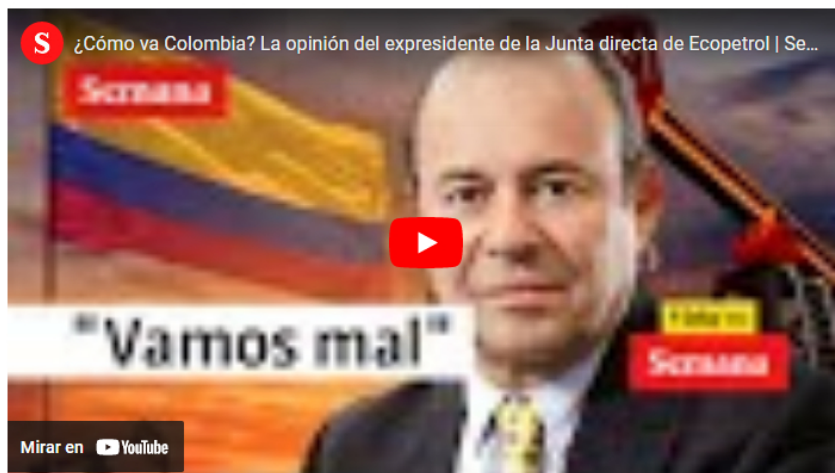 S ¿Cómo va Colombia? La opinión del expresidente de la Junta directa de Ecopetrol | Se...
Semana
"Vamos mal"
Semana
Mirar en YouTube